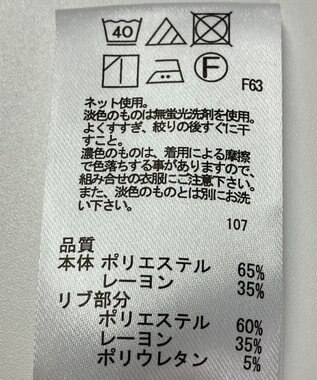 40
F
F63
ネット使用。
淡色のものは無蛍光洗剤を使用。
よくすすぎ、絞りの後すぐに干
すこと。
濃色のものは、着用による摩擦
で色落ちする事がありますので、
組み合せの衣服にご注意下さい。
また、淡色のものとは別にお洗
い下さい。
107
品質
本体 ポリエステル 65%
レーヨン 35%
リブ部分
ポリエステル 60%
レーヨン 35%
ポリウレタン 5%